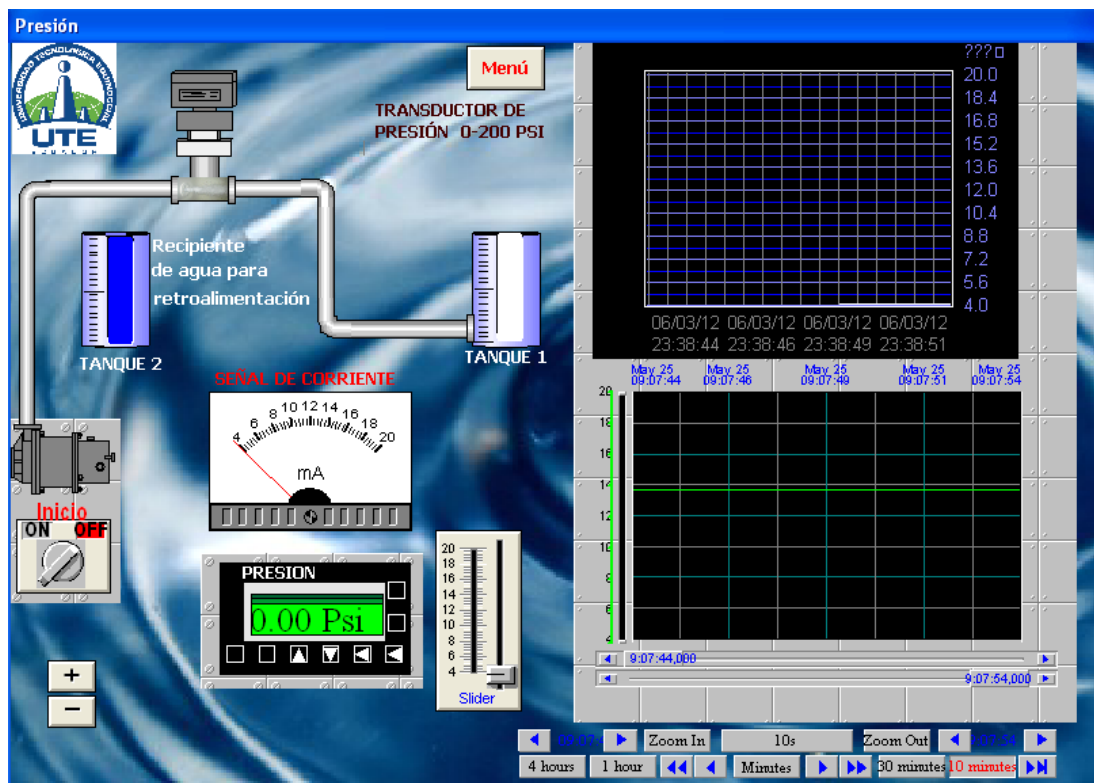 Presión
UNIVERSIDAD TECNOLOGICA EQUINOCCIAL
UTE
ECUADOR
Menú
TRANSDUCTOR DE
PRESIÓN 0-200 PSI
Recipiente
de agua para
retroalimentación
TANQUE 2
TANQUE 1
SEÑAL DE CORRIENTE
4 6 8 10 12 14 16 18 20
mA
Inicio
ON OFF
PRESION
0.00 Psi
20
18
16
14
12
10
8
6
4
Slider
+
−
???
20.0
18.4
16.8
15.2
13.6
12.0
10.4
8.8
7.2
5.6
4.0
06/03/12 06/03/12 06/03/12 06/03/12
23:38:44 23:38:46 23:38:49 23:38:51
May 25 May 25 May 25 May 25 May 25
09:07:44 09:07:46 09:07:49 09:07:51 09:07:54
20
18
16
14
12
10
8
6
4
9:07:44,000
9:07:54,000
Zoom In 10s Zoom Out
4 hours 1 hour Minutes 30 minutes 10 minutes